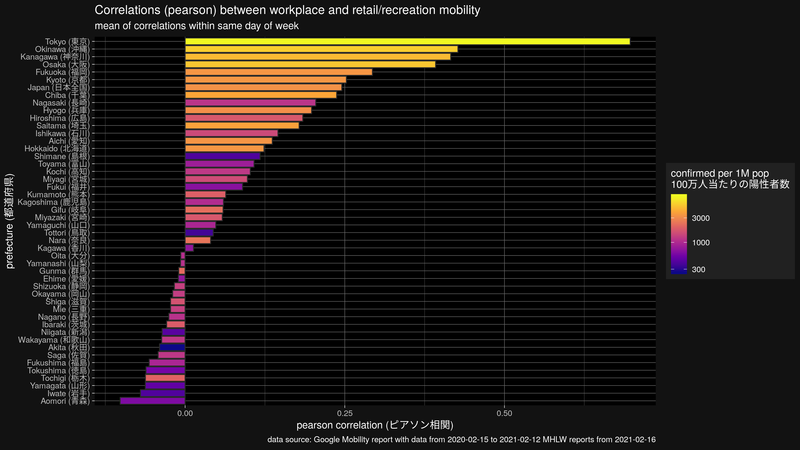 Correlations (pearson) between workplace and retail/recreation mobility
mean of correlations within same day of week
prefecture (都道府県)
Tokyo (東京)
Okinawa (沖縄)
Kanagawa (神奈川)
Osaka (大阪)
Fukuoka (福岡)
Kyoto (京都)
Japan (日本全国)
Chiba (千葉)
Nagasaki (長崎)
Hyogo (兵庫)
Hiroshima (広島)
Saitama (埼玉)
Ishikawa (石川)
Aichi (愛知)
Hokkaido (北海道)
Shimane (島根)
Toyama (富山)
Kochi (高知)
Miyagi (宮城)
Fukui (福井)
Kumamoto (熊本)
Kagoshima (鹿児島)
Gifu (岐阜)
Miyazaki (宮崎)
Yamaguchi (山口)
Tottori (鳥取)
Nara (奈良)
Kagawa (香川)
Oita (大分)
Yamanashi (山梨)
Gunma (群馬)
Ehime (愛媛)
Shizuoka (静岡)
Okayama (岡山)
Shiga (滋賀)
Mie (三重)
Nagano (長野)
Ibaraki (茨城)
Niigata (新潟)
Wakayama (和歌山)
Akita (秋田)
Saga (佐賀)
Fukushima (福島)
Tokushima (徳島)
Tochigi (栃木)
Yamagata (山形)
Iwate (岩手)
Aomori (青森)
0.00
0.25
0.50
pearson correlation (ピアソン相関)
confirmed per 1M pop
100万人当たりの陽性者数
3000
1000
300
data source: Google Mobility report with data from 2020-02-15 to 2021-02-12 MHLW reports from 2021-02-16